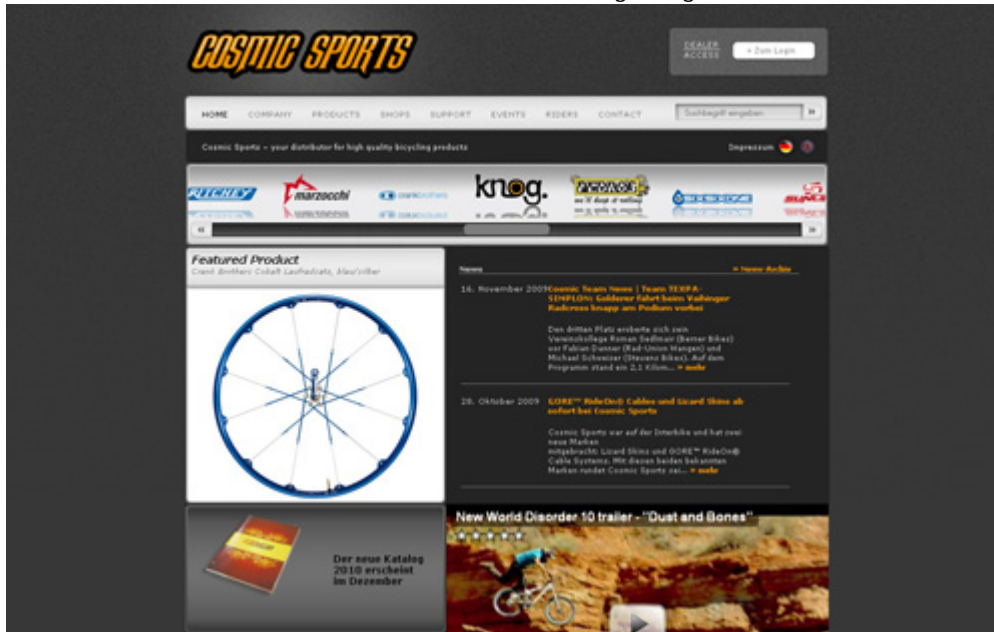 COSMIC SPORTS
DEALER ACCESS
» Zum Login
HOME COMPANY PRODUCTS SHOPS SUPPORT EVENTS RIDERS CONTACT
Suchbegriff eingeben
Cosmic Sports – your distributor for high quality bicycling products
Impressum
RITCHEY marzocchi crankbrothers knog.
Featured Product
Crank Brothers Cobalt Laufradsatz, blau/silber
News
» News-Archiv
16. November 2009 Cosmic Team News | Team TEXPA-
SIMPLON: Golderer fährt beim Vaihinger
Radcross knapp am Podium vorbei
Den dritten Platz eroberte sich sein
Vereinskollege Roman Sedlmair (Berner Bikes)
vor Fabian Danner (Rad-Union Wangen) und
Michael Schweizer (Stevens Bikes). Auf dem
Programm stand ein 2,1 Kilom... » mehr
28. Oktober 2009 GORE™ RideOn® Cables und Lizard Skins ab
sofort bei Cosmic Sports
Cosmic Sports war auf der Interbike und hat zwei
neue Marken
mitgebracht: Lizard Skins und GORE™ RideOn®
Cable Systems. Mit diesen beiden bekannten
Marken rundet Cosmic Sports sei... » mehr
Der neue Katalog
2010 erscheint
im Dezember
New World Disorder 10 trailer - "Dust and Bones"